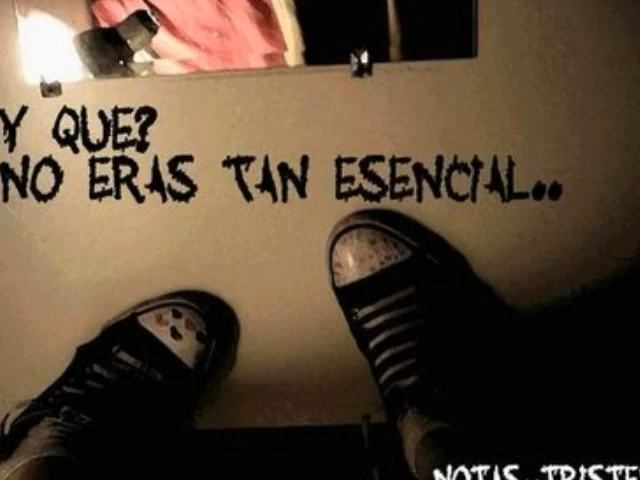 Y QUE?
NO ERAS TAN ESENCIAL..
NOTAS..TRISTE